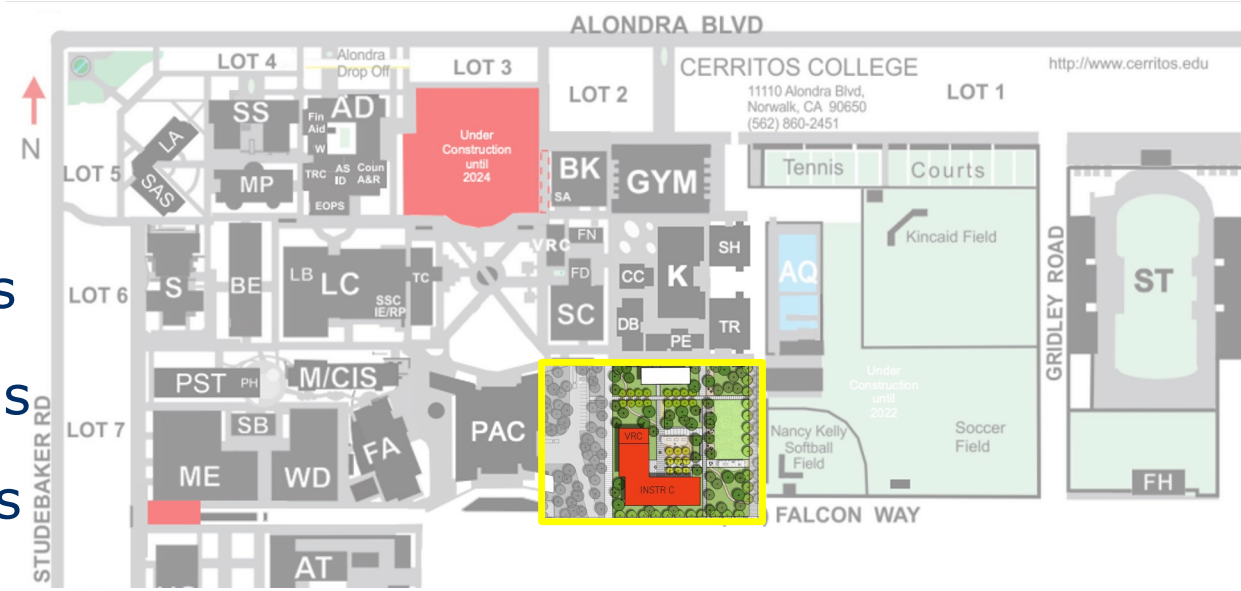 ALONDRA BLVD
LOT 4
Alondra
Drop Off
LOT 3
LOT 2
CERRITOS COLLEGE
11110 Alondra Blvd,
Norwalk, CA 90650
(562) 860-2451
LOT 1
http://www.cerritos.edu
N
LOT 5
LA
SAS
SS
MP
Fin
Aid
AD
W
TRC
AS
ID
Coun
A&R
EOPS
Under
Construction
until
2024
BK
SA
GYM
Tennis
Courts
Kincaid Field
GRIDLEY ROAD
ST
s
LOT 6
S
BE
LB
LC
SSC
IE/RP
TC
VRC
FN
FD
SC
CC
K
DB
PE
SH
TR
AQ
s
PST
PH
M/CIS
LOT 7
SB
ME
WD
FA
PAC
VRC
INSTR C
Under
Construction
until
2022
Nancy Kelly
Softball
Field
Soccer
Field
FH
s
STUDEBAKER RD
FALCON WAY
AT